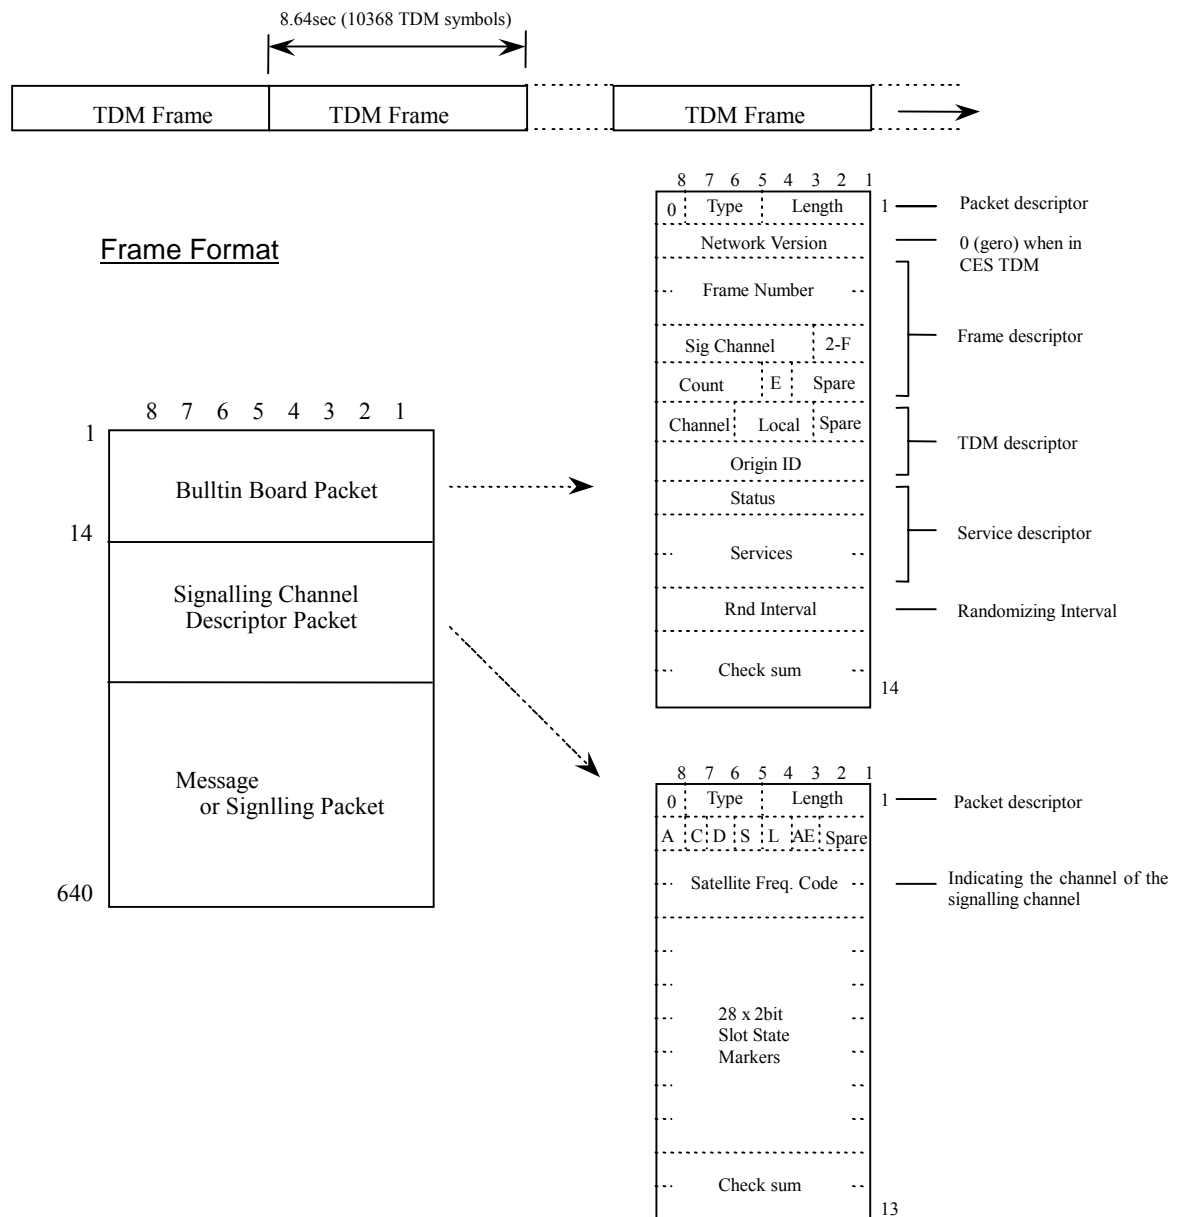 8.64sec (10368 TDM symbols)
TDM Frame
TDM Frame
TDM Frame
Frame Format
8 7 6 5 4 3 2 1
1
Bulltin Board Packet
14
Signalling Channel
Descriptor Packet
Message
or Signlling Packet
640
8 7 6 5 4 3 2 1
0 Type Length
1
Packet descriptor
Network Version
0 (gero) when in
CES TDM
Frame Number
Sig Channel 2-F
Frame descriptor
Count E Spare
Channel Local Spare
TDM descriptor
Origin ID
Status
Services
Service descriptor
Rnd Interval
Randomizing Interval
Check sum
14
8 7 6 5 4 3 2 1
0 Type Length
1
Packet descriptor
A C D S L AE Spare
Satellite Freq. Code
Indicating the channel of the
signalling channel
28 x 2bit
Slot State
Markers
Check sum
13